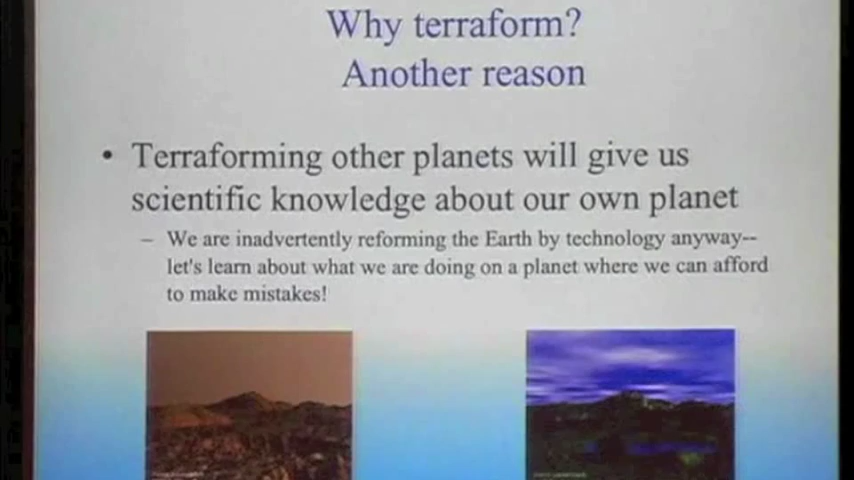 Why terraform?
Another reason
• Terraforming other planets will give us
scientific knowledge about our own planet
– We are inadvertently reforming the Earth by technology anyway--
let's learn about what we are doing on a planet where we can afford
to make mistakes!